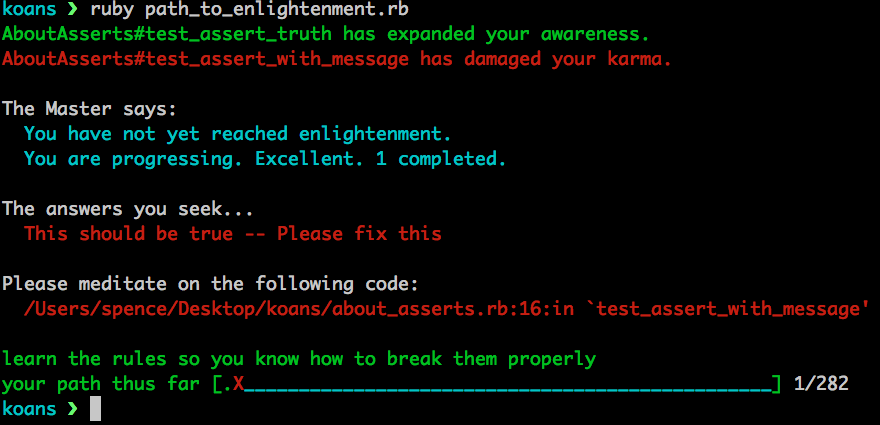 koans ❯ ruby path_to_enlightenment.rb
AboutAsserts#test_assert_truth has expanded your awareness.
AboutAsserts#test_assert_with_message has damaged your karma.
The Master says:
You have not yet reached enlightenment.
You are progressing. Excellent. 1 completed.
The answers you seek...
This should be true -- Please fix this
Please meditate on the following code:
/Users/spence/Desktop/koans/about_asserts.rb:16:in `test_assert_with_message'
learn the rules so you know how to break them properly
your path thus far [.X________________________________________________] 1/282
koans ❯